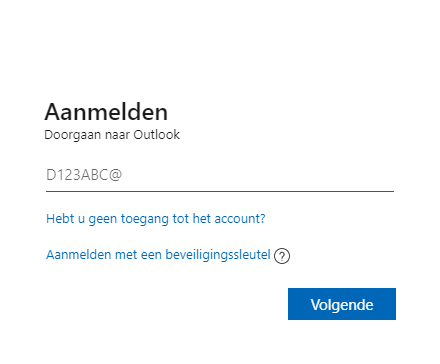 Aanmelden
Doorgaan naar Outlook
D123ABC@
Hebt u geen toegang tot het account?
Aanmelden met een beveiligingssleutel ?
Volgende